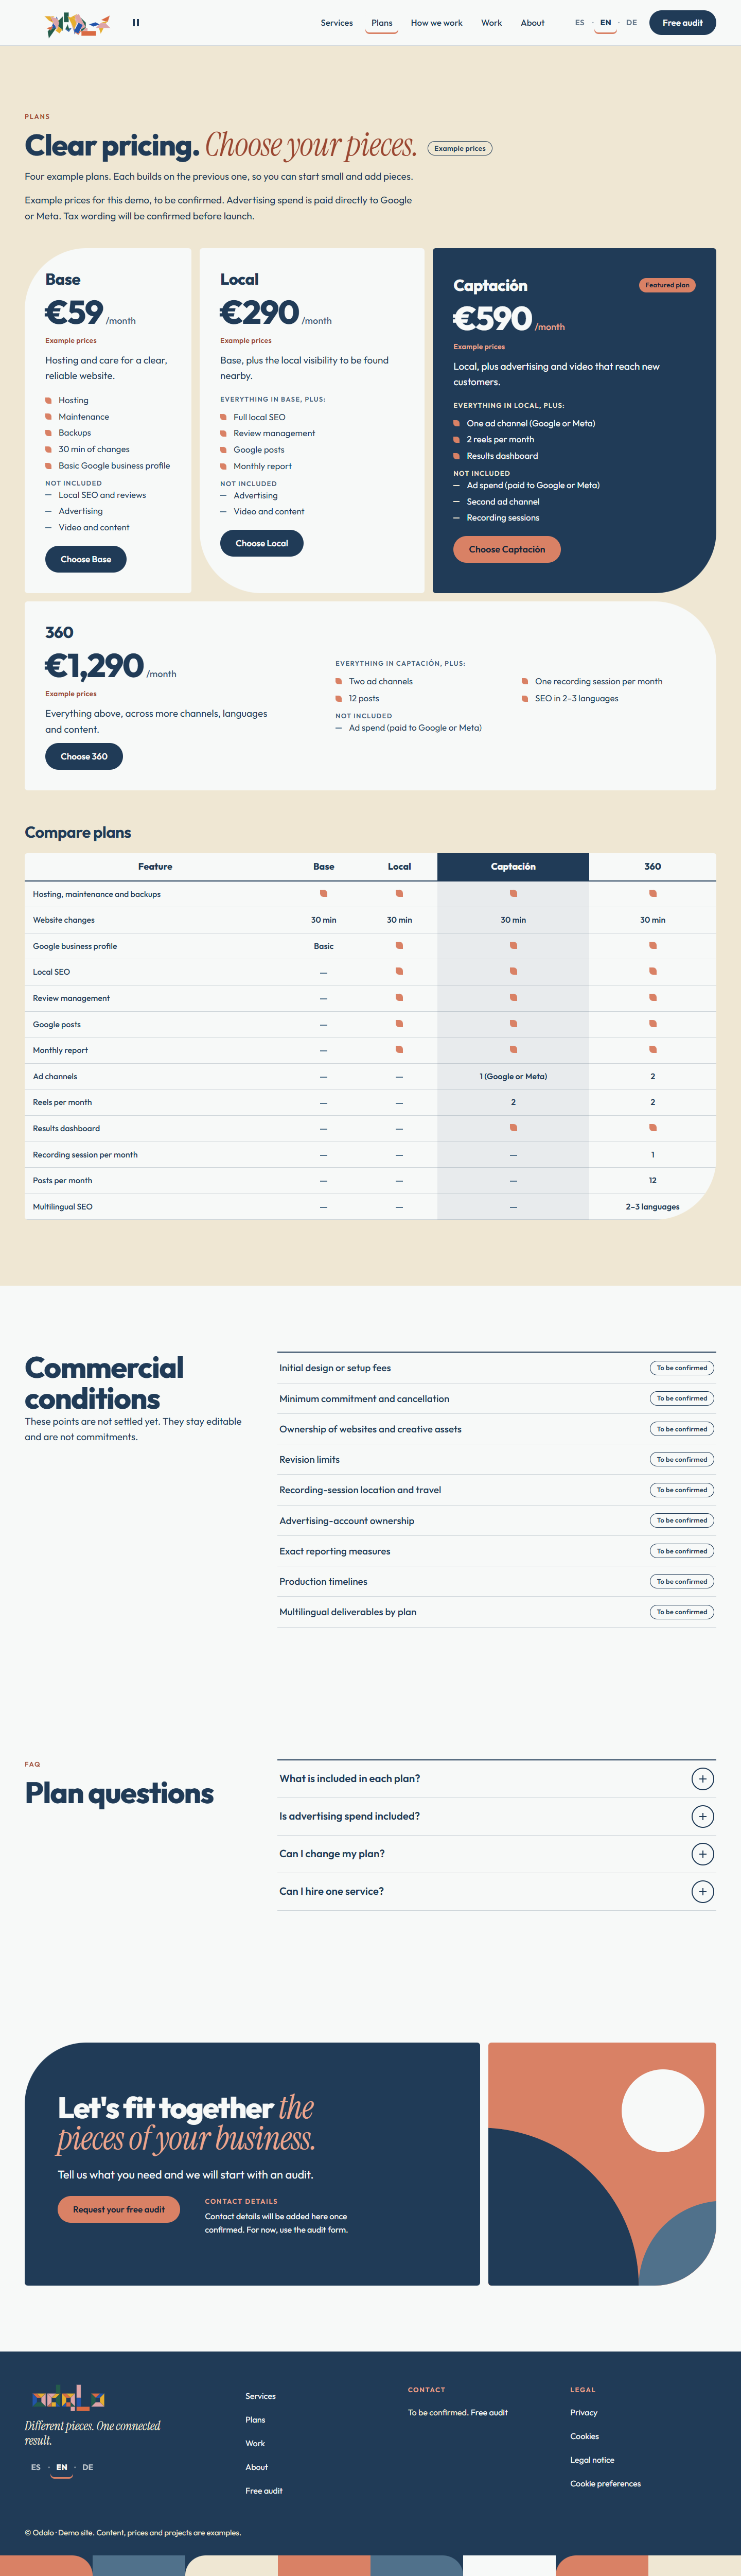 Services Plans How we work Work About ES · EN · DE Free audit
PLANS
Clear pricing. Choose your pieces. Example prices
Four example plans. Each builds on the previous one, so you can start small and add pieces.
Example prices for this demo, to be confirmed. Advertising spend is paid directly to Google
or Meta. Tax wording will be confirmed before launch.
Base
€59 /month
Example prices
Hosting and care for a clear,
reliable website.
Hosting
Maintenance
Backups
30 min of changes
Basic Google business profile
NOT INCLUDED
— Local SEO and reviews
— Advertising
— Video and content
Choose Base
Local
€290 /month
Example prices
Base, plus the local visibility to be found
nearby.
EVERYTHING IN BASE, PLUS:
Full local SEO
Review management
Google posts
Monthly report
NOT INCLUDED
— Advertising
— Video and content
Choose Local
Captación Featured plan
€590 /month
Example prices
Local, plus advertising and video that reach new
customers.
EVERYTHING IN LOCAL, PLUS:
One ad channel (Google or Meta)
2 reels per month
Results dashboard
NOT INCLUDED
— Ad spend (paid to Google or Meta)
— Second ad channel
— Recording sessions
Choose Captación
360
€1,290 /month
Example prices
Everything above, across more channels, languages
and content.
Choose 360
EVERYTHING IN CAPTACIÓN, PLUS:
Two ad channels One recording session per month
12 posts SEO in 2–3 languages
NOT INCLUDED
— Ad spend (paid to Google or Meta)
Compare plans
Feature Base Local Captación 360
Hosting, maintenance and backups
Website changes 30 min 30 min 30 min 30 min
Google business profile Basic
Local SEO —
Review management —
Google posts —
Monthly report —
Ad channels — — 1 (Google or Meta) 2
Reels per month — — 2 2
Results dashboard — —
Recording session per month — — — 1
Posts per month — — — 12
Multilingual SEO — — — 2–3 languages
Commercial
conditions
These points are not settled yet. They stay editable
and are not commitments.
Initial design or setup fees To be confirmed
Minimum commitment and cancellation To be confirmed
Ownership of websites and creative assets To be confirmed
Revision limits To be confirmed
Recording-session location and travel To be confirmed
Advertising-account ownership To be confirmed
Exact reporting measures To be confirmed
Production timelines To be confirmed
Multilingual deliverables by plan To be confirmed
FAQ
Plan questions
What is included in each plan?
Is advertising spend included?
Can I change my plan?
Can I hire one service?
Let's fit together the
pieces of your business.
Tell us what you need and we will start with an audit.
Request your free audit
CONTACT DETAILS
Contact details will be added here once
confirmed. For now, use the audit form.
odalo
Different pieces. One connected
result.
ES · EN · DE
Services
Plans
Work
About
Free audit
CONTACT
To be confirmed. Free audit
LEGAL
Privacy
Cookies
Legal notice
Cookie preferences
© Odalo · Demo site. Content, prices and projects are examples.